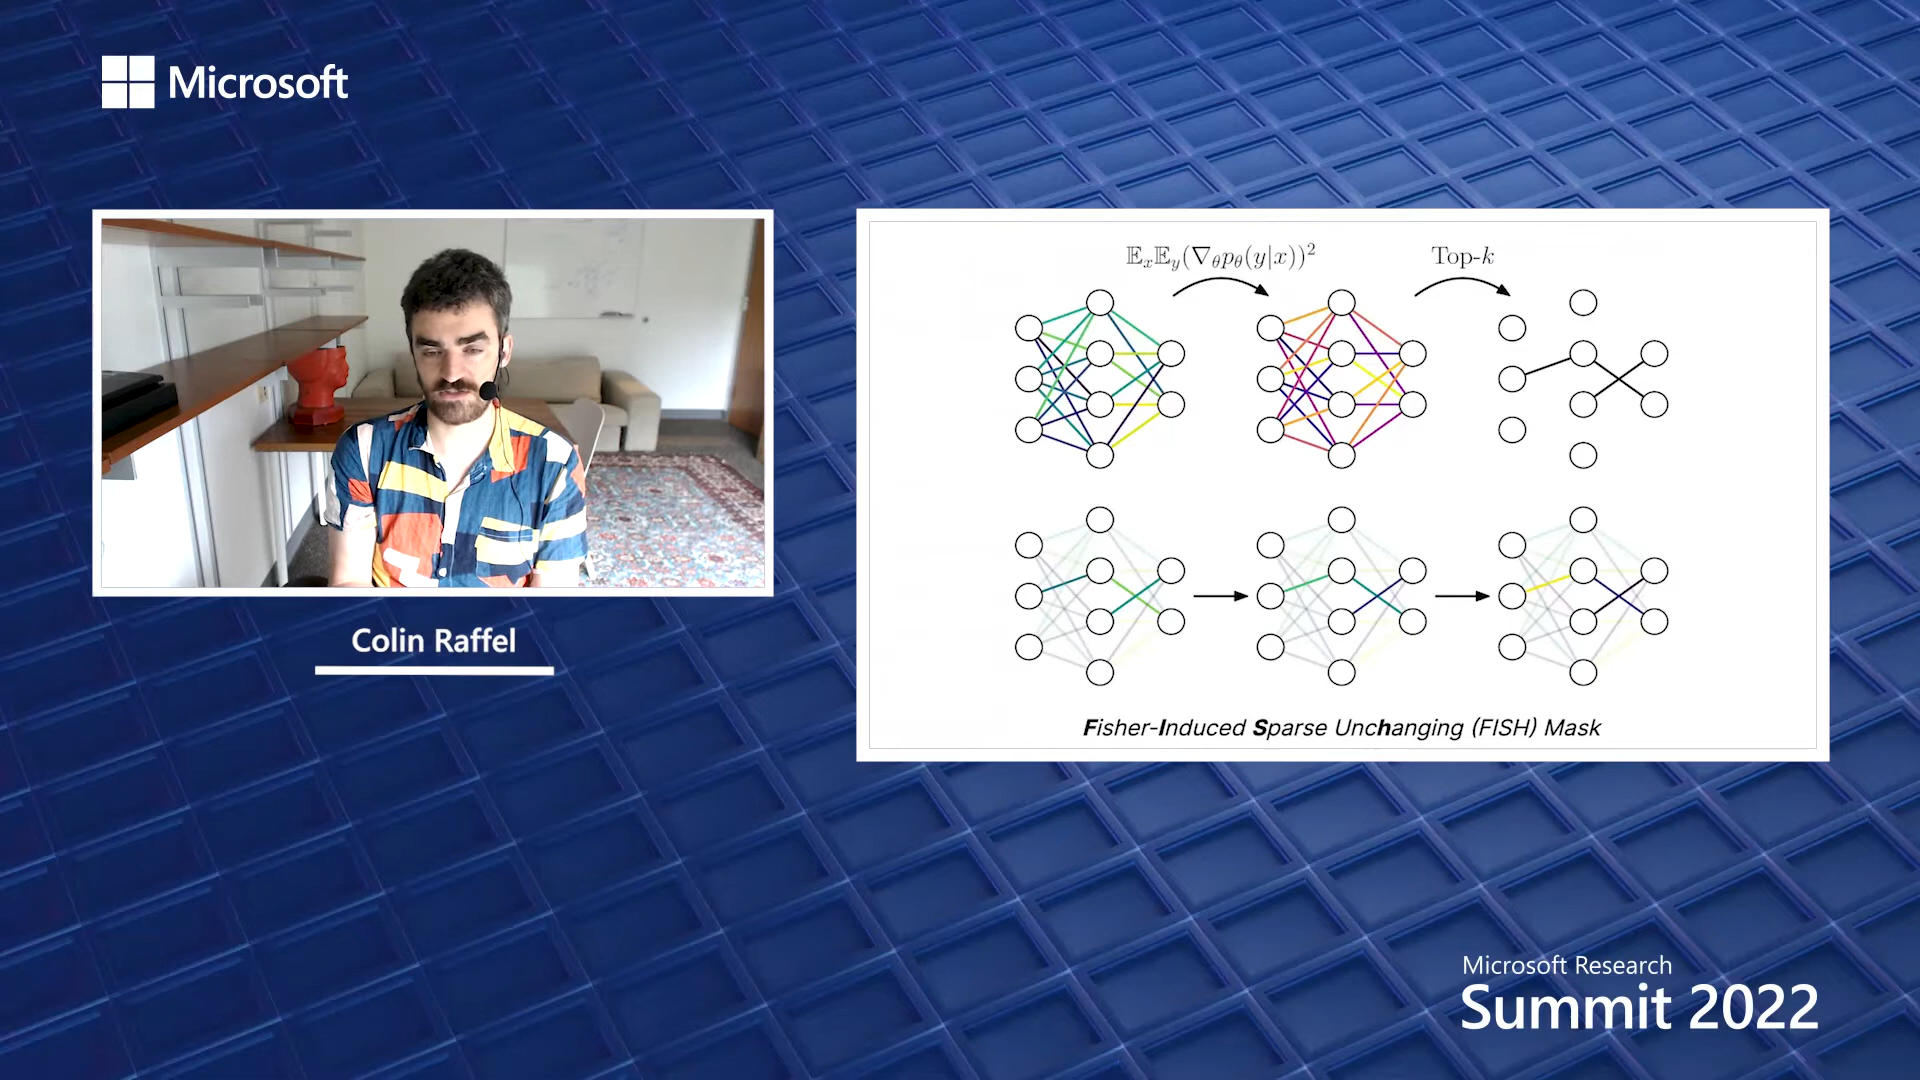 Microsoft
𝔼ₓ𝔼ᵧ(∇θpθ(y|x))²
Top-k
Fisher-Induced Sparse Unchanging (FISH) Mask
Colin Raffel
Microsoft Research
Summit 2022